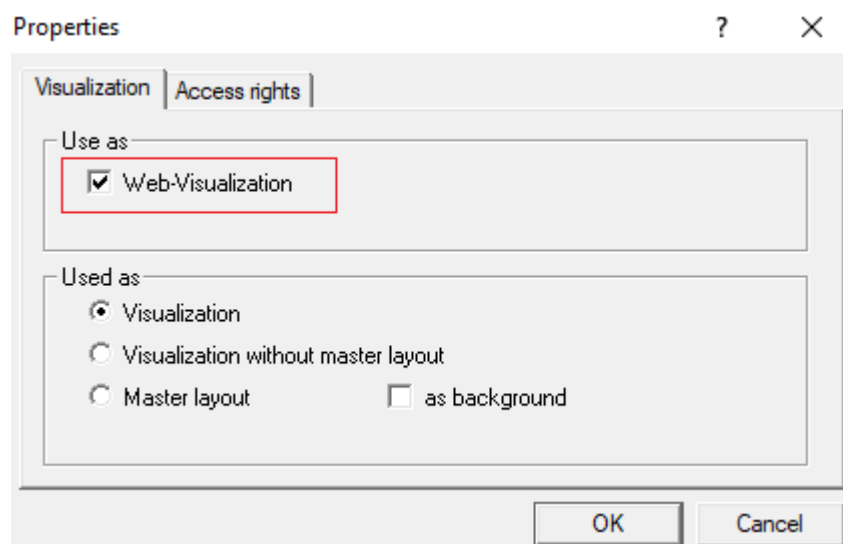 Properties ?
Visualization Access rights
Use as
Web-Visualization
Used as
Visualization
Visualization without master layout
Master layout as background
OK Cancel